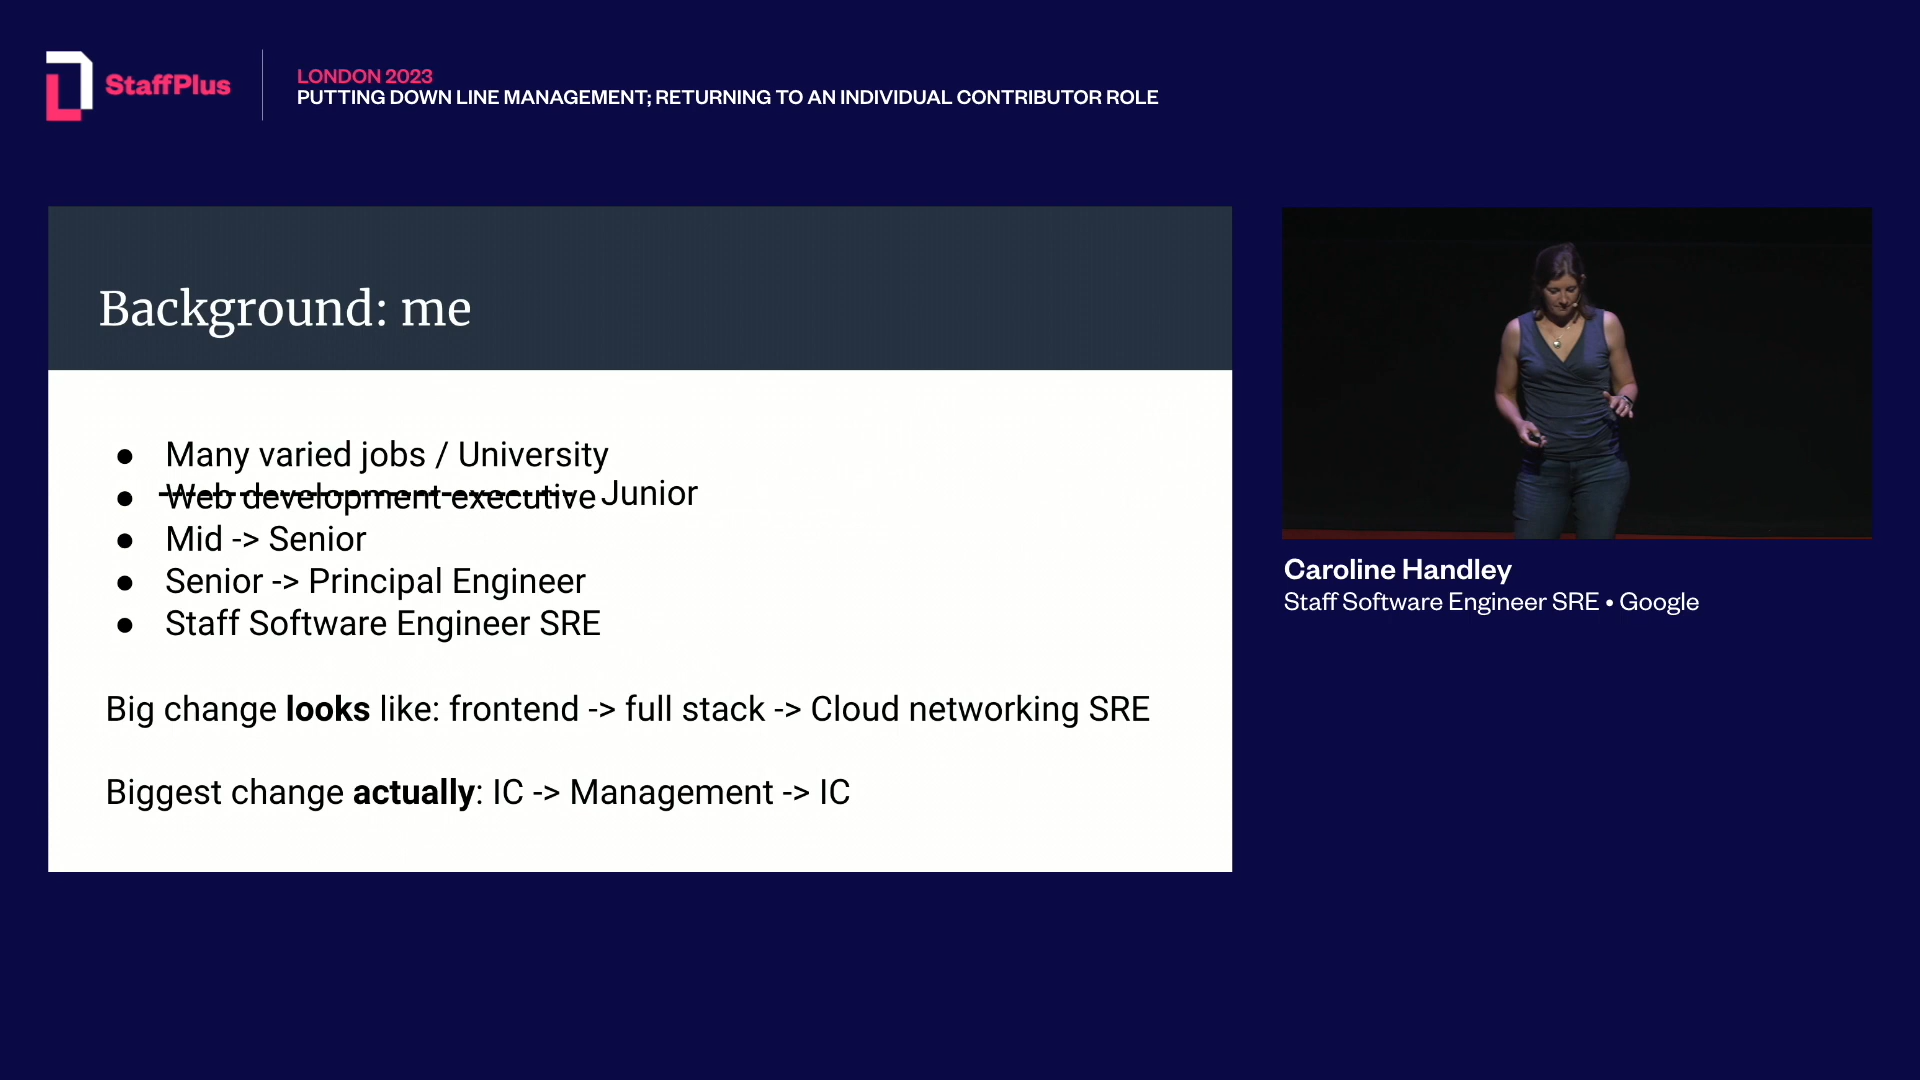 StaffPlus
LONDON 2023
PUTTING DOWN LINE MANAGEMENT; RETURNING TO AN INDIVIDUAL CONTRIBUTOR ROLE
Background: me
● Many varied jobs / University
● Web development executive Junior
● Mid -> Senior
● Senior -> Principal Engineer
● Staff Software Engineer SRE
Big change looks like: frontend -> full stack -> Cloud networking SRE
Biggest change actually: IC -> Management -> IC
Caroline Handley
Staff Software Engineer SRE • Google